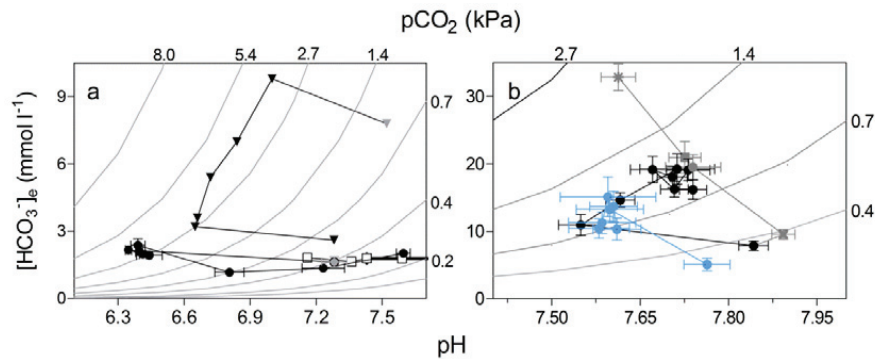 pCO₂ (kPa)
8.0 5.4 2.7 1.4 2.7 1.4
a b
9 30
0.7 0.7
6 20
[HCO₃⁻]ₑ (mmol l⁻¹)
0.4 0.4
3 10
0.2
0 0
6.3 6.6 6.9 7.2 7.5 7.50 7.65 7.80 7.95
pH